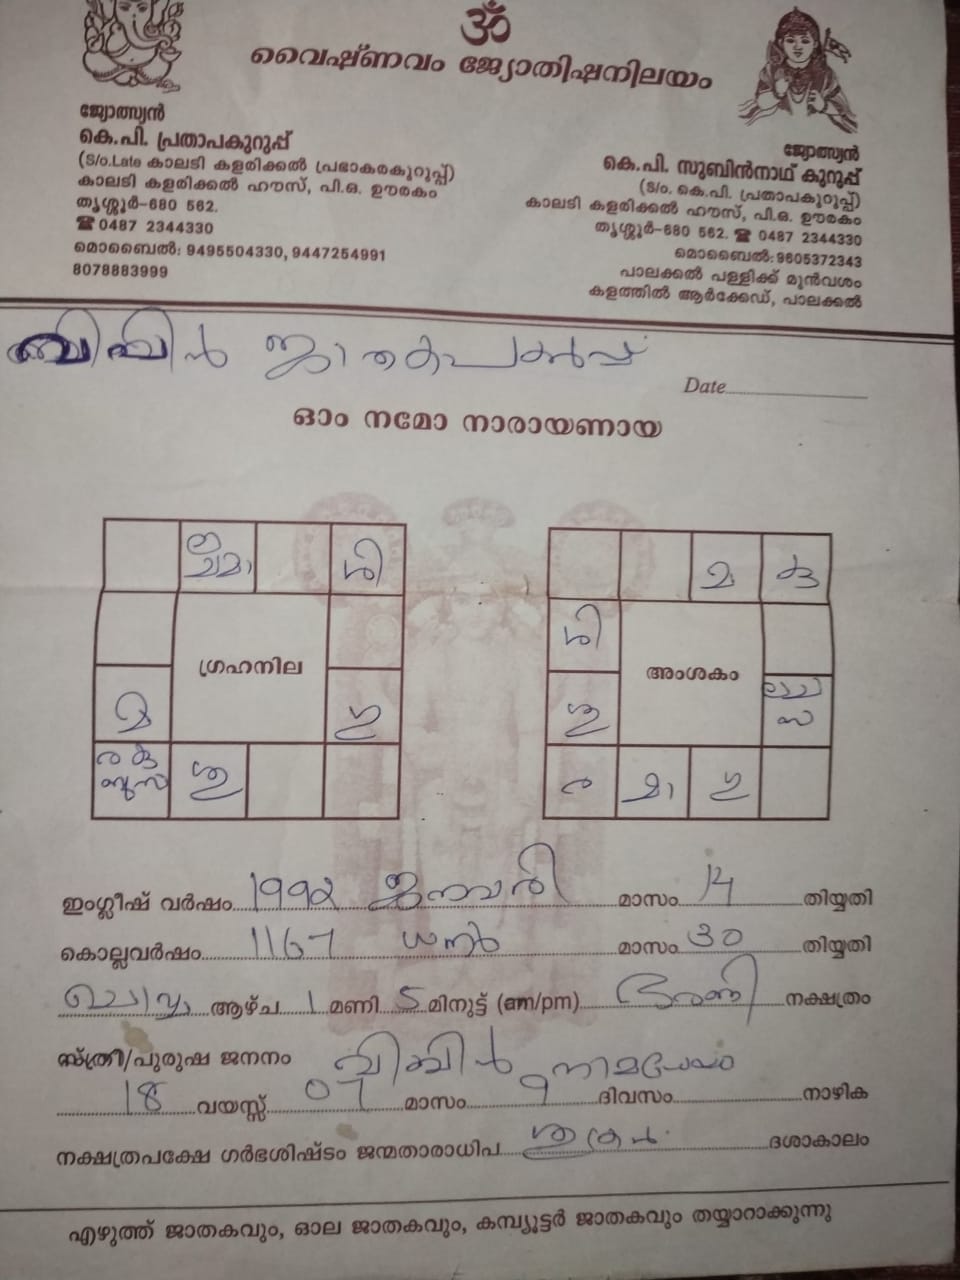 ॐ
വൈഷ്ണവം ജ്യോതിഷനിലയം
ജ്യോത്സ്യൻ
കെ.പി. പ്രതാപകുറുപ്പ്
(S/o.Late കാലടി കളരിക്കൽ പ്രഭാകരകുറുപ്പ്)
കാലടി കളരിക്കൽ ഹൗസ്, പി.ഒ. ഊരകം
തൃശ്ശൂർ-680 562.
☎0487 2344330
മൊബൈൽ: 9495504330, 9447254991
8078883999
ജ്യോത്സ്യൻ
കെ.പി. സുബിൻനാഥ് കുറുപ്പ്
(S/o. കെ.പി. പ്രതാപകുറുപ്പ്)
കാലടി കളരിക്കൽ ഹൗസ്, പി.ഒ. ഊരകം
തൃശ്ശൂർ-680 562. ☎ 0487 2344330
മൊബൈൽ: 9605372343
പാലക്കൽ പള്ളിക്ക് മുൻവശം
കളത്തിൽ ആർക്കേഡ്, പാലക്കൽ
ജാതകപകർപ്പ്
Date
ഓം നമോ നാരായണായ
ശി
ഗ്രഹനില
മ
ഗു
ര കു
ബുസ
ശു
മ കു
ശി
അംശകം
ശു
സ
ര മാ ഗു
ഇംഗ്ലീഷ് വർഷം 1992 ജനുവരി മാസം 14 തിയ്യതി
കൊല്ലവർഷം 1167 ധനു മാസം 30 തിയ്യതി
ചൊവ്വ ആഴ്ച 1 മണി 5 മിനുട്ട് (am/pm) ഭരണി നക്ഷത്രം
സ്ത്രീ/പുരുഷ ജനനം
18 വയസ്സ് 07 മാസം 9 ദിവസം നാഴിക
നക്ഷത്രപക്ഷേ ഗർഭശിഷ്ടം ജന്മതാരാധിപ ശുക്രൻ ദശാകാലം
എഴുത്ത് ജാതകവും, ഓല ജാതകവും, കമ്പ്യൂട്ടർ ജാതകവും തയ്യാറാക്കുന്നു